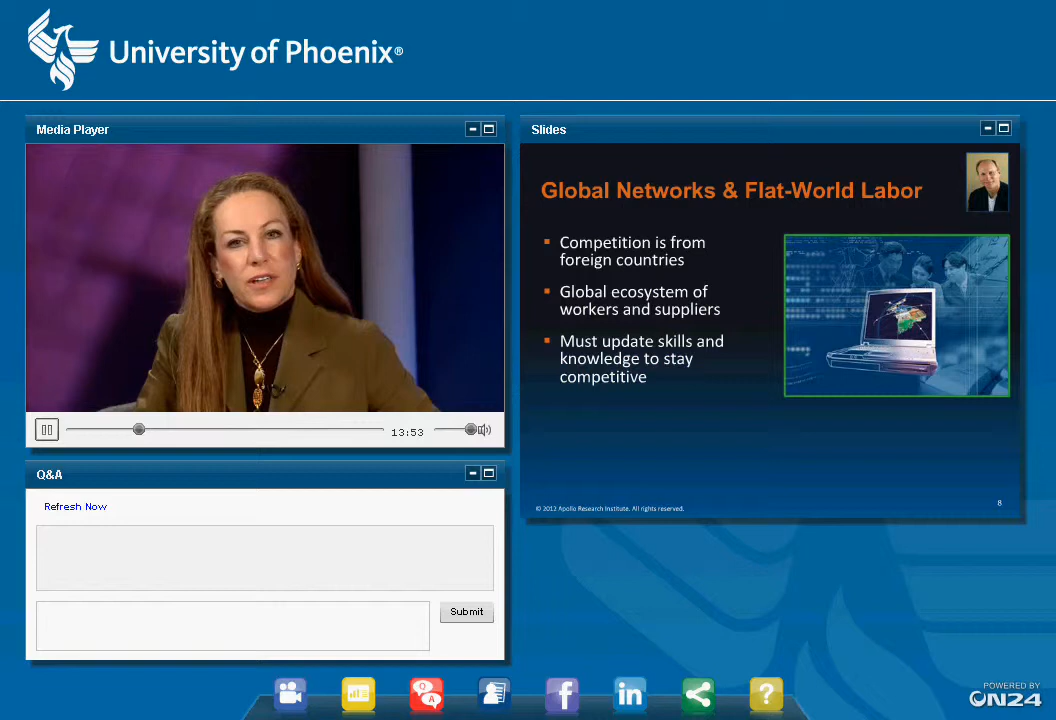 University of Phoenix®
Media Player
Slides
Global Networks & Flat-World Labor
Competition is from
foreign countries
Global ecosystem of
workers and suppliers
Must update skills and
knowledge to stay
competitive
13:53
Q&A
Refresh Now
© 2012 Apollo Research Institute. All rights reserved.
8
Submit
Q
A
f
in
?
POWERED BY
ON24